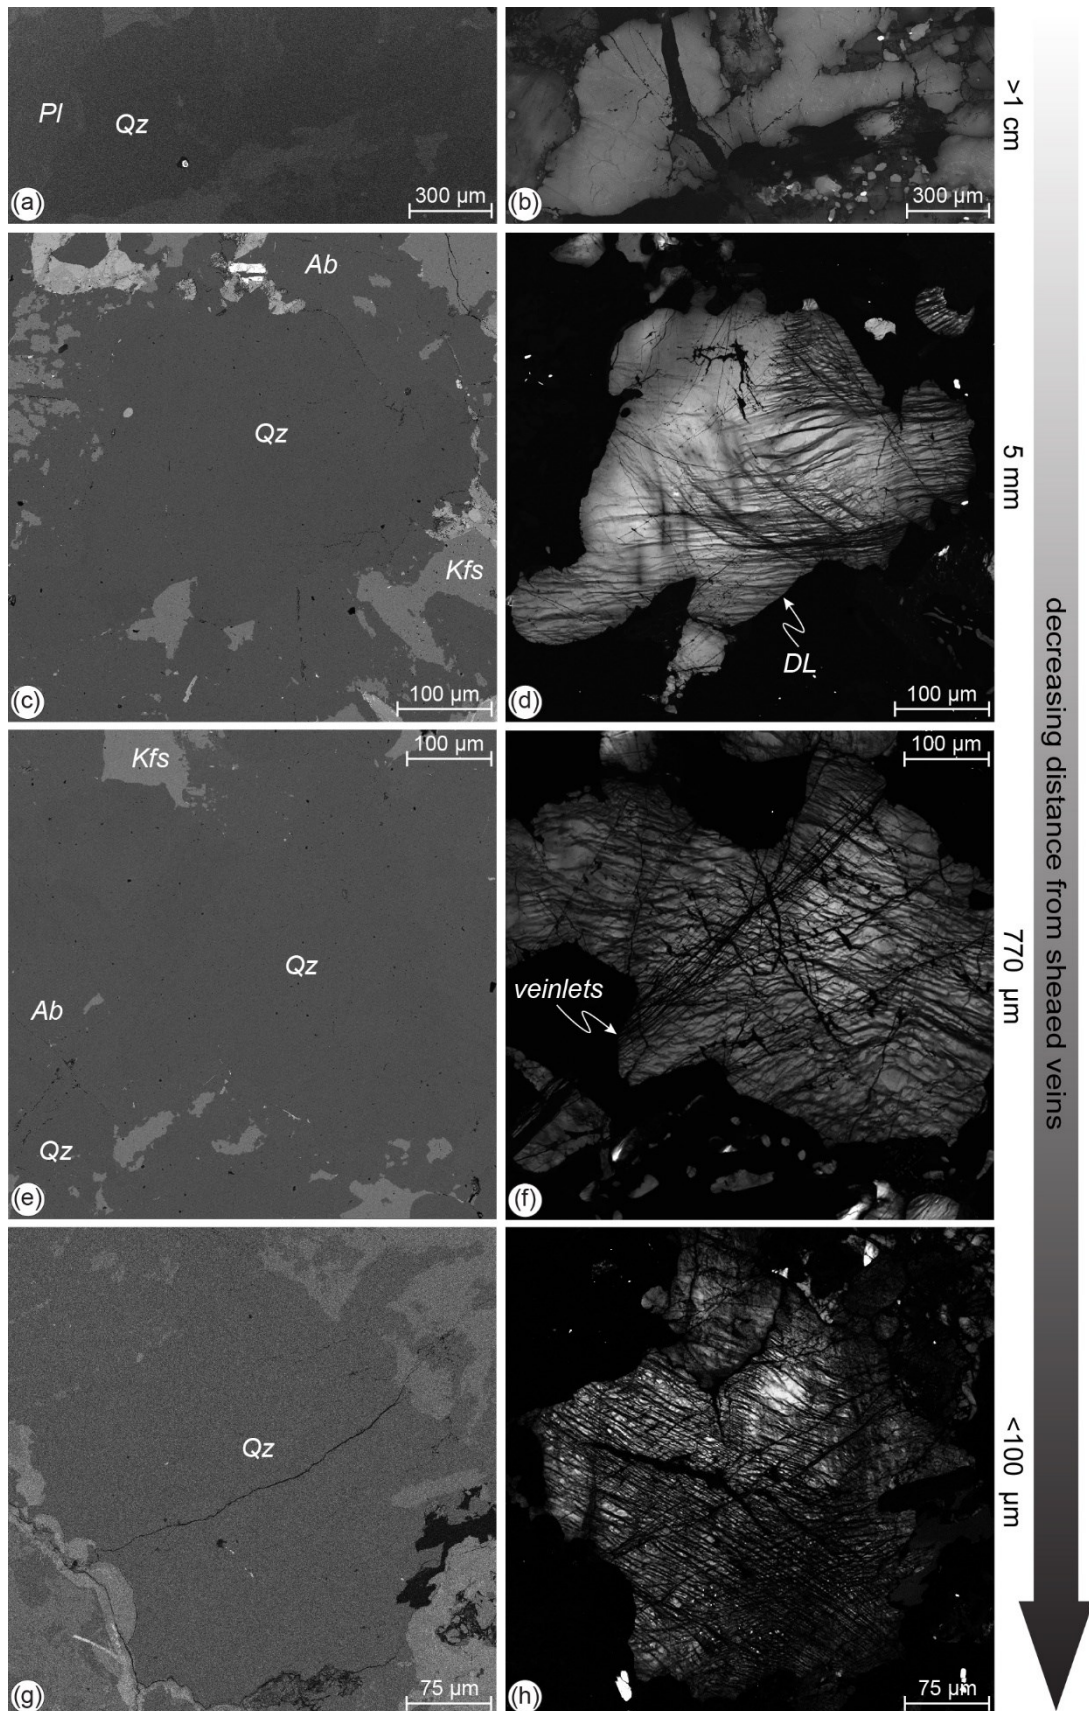 Pl
Qz
(a)
300 µm
(b)
300 µm
>1 cm
Ab
Qz
Kfs
(c)
100 µm
DL
(d)
100 µm
5 mm
Kfs
100 µm
Qz
Ab
Qz
(e)
100 µm
veinlets
(f)
770 µm
Qz
(g)
75 µm
(h)
75 µm
<100 µm
decreasing distance from sheaed veins